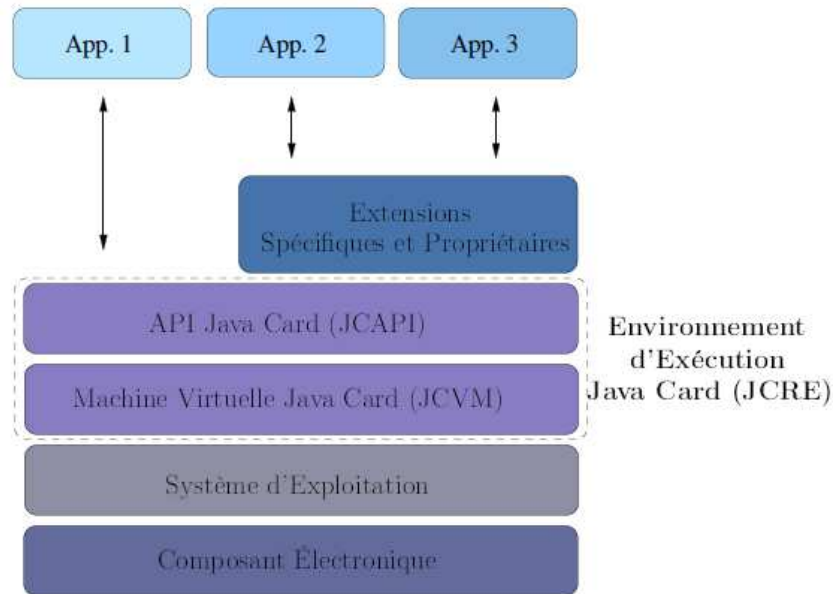 App. 1
App. 2
App. 3
Extensions
Spécifiques et Propriétaires
API Java Card (JCAPI)
Machine Virtuelle Java Card (JCVM)
Environnement
d'Exécution
Java Card (JCRE)
Système d'Exploitation
Composant Électronique